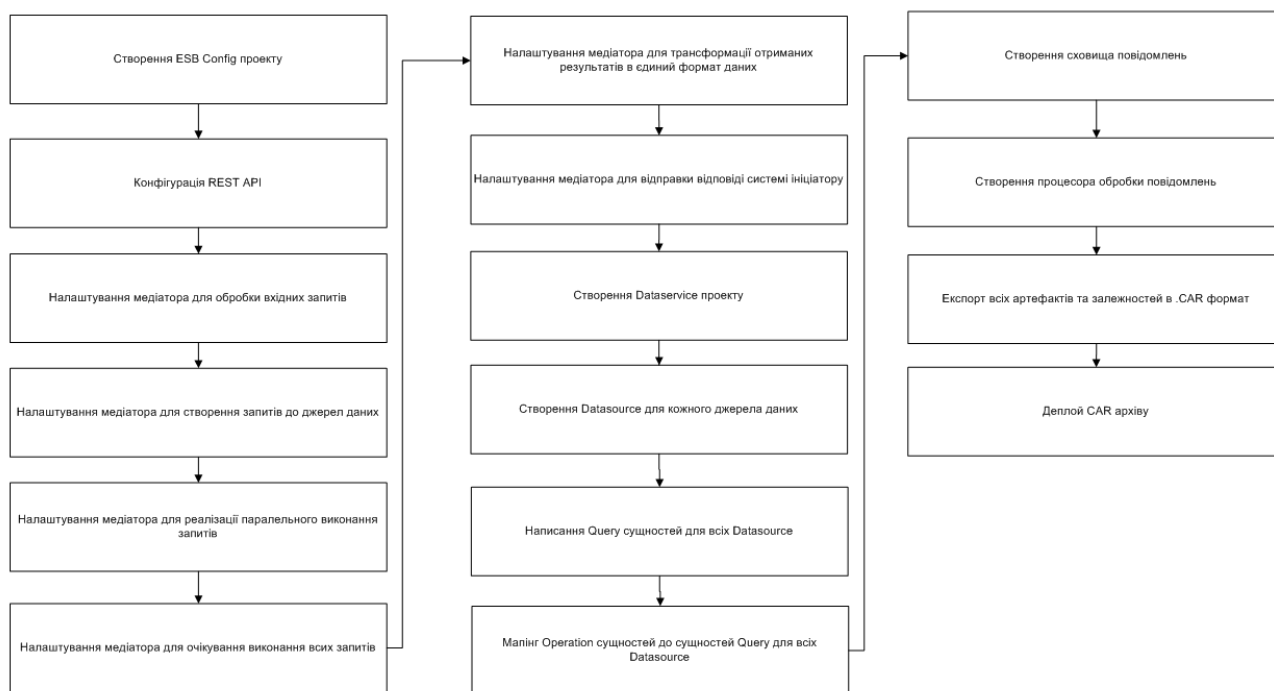 Створення ESB Config проекту
Конфігурація REST API
Налаштування медіатора для обробки вхідних запитів
Налаштування медіатора для створення запитів до джерел даних
Налаштування медіатора для реалізації паралельного виконання
запитів
Налаштування медіатора для очікування виконання всих запитів
Налаштування медіатора для трансформації отриманих
результатів в єдиний формат даних
Налаштування медіатора для відправки відповіді системі ініціатору
Створення Dataservice проекту
Створення Datasource для кожного джерела даних
Написання Query сущностей для всіх Datasource
Мапінг Operation сущностей до сущностей Query для всіх
Datasource
Створення сховища повідомлень
Створення процесора обробки повідомлень
Експорт всіх артефактів та залежностей в .CAR формат
Деплой CAR архіву